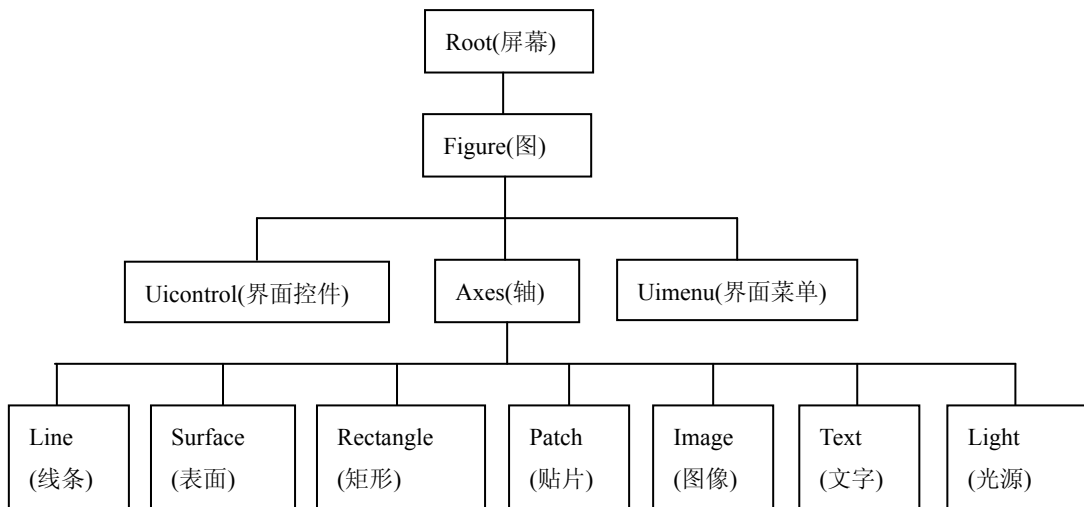 Root(屏幕)
Figure(图)
Uicontrol(界面控件)
Axes(轴)
Uimenu(界面菜单)
Line
(线条)
Surface
(表面)
Rectangle
(矩形)
Patch
(贴片)
Image
(图像)
Text
(文字)
Light
(光源)